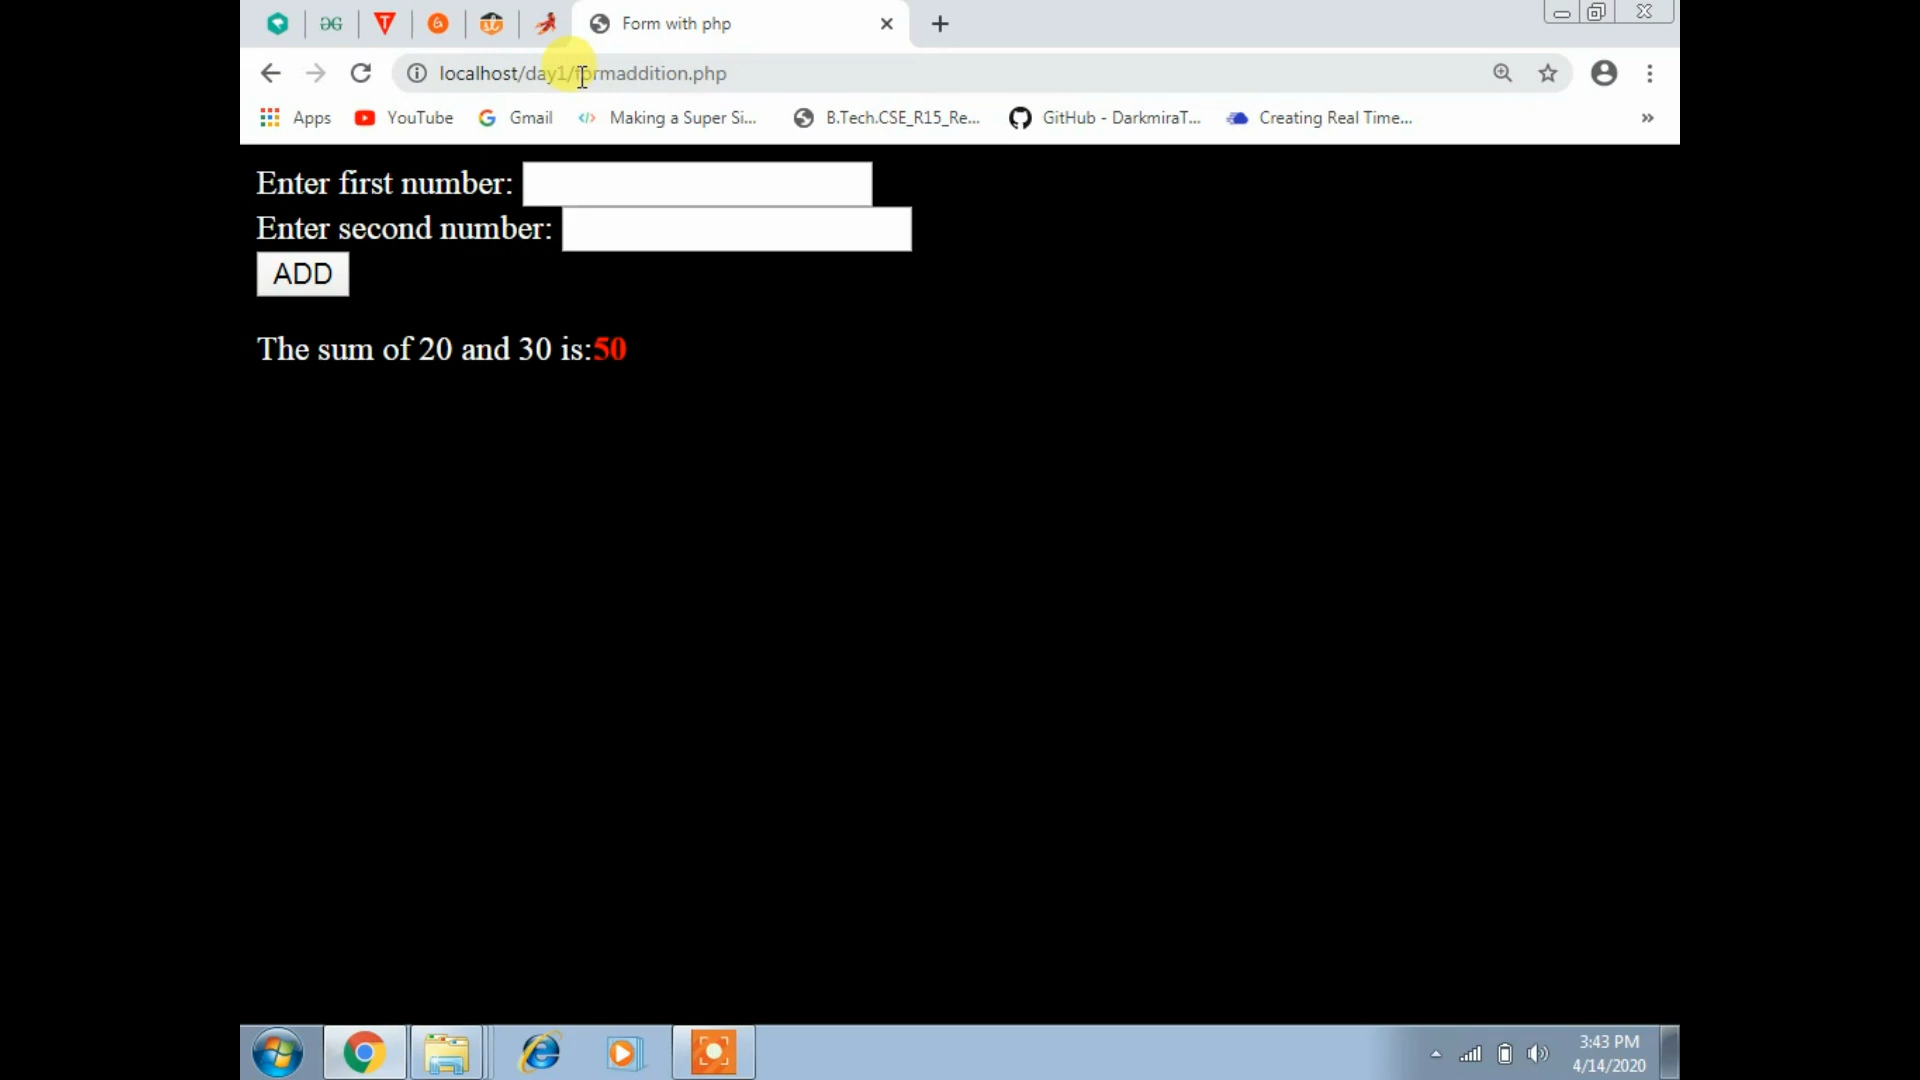 Form with php
localhost/day1/formaddition.php
Apps YouTube Gmail Making a Super Si... B.Tech.CSE_R15_Re... GitHub - DarkmiraT... Creating Real Time... »
Enter first number:
Enter second number:
ADD
The sum of 20 and 30 is:50
3:43 PM
4/14/2020